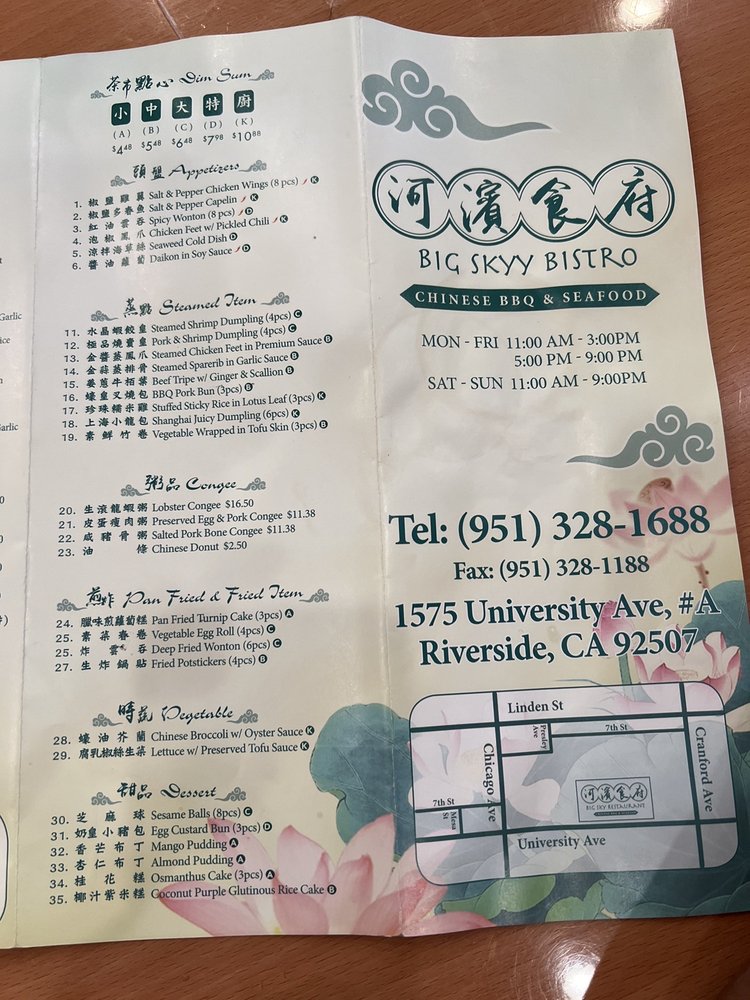 茶市點心 Dim Sum
小 中 大 特 廚
(A) (B) (C) (D) (K)
$4.48 $5.48 $6.48 $7.98 $10.88
頭盤 Appetizers
1. 椒鹽雞翼 Salt & Pepper Chicken Wings (8 pcs) K
2. 椒鹽多春魚 Salt & Pepper Capelin K
3. 紅油雲吞 Spicy Wonton (8 pcs) D
4. 泡椒鳳爪 Chicken Feet w/ Pickled Chili K
5. 涼拌海草絲 Seaweed Cold Dish D
6. 醬油蘿蔔 Daikon in Soy Sauce D
蒸點 Steamed Item
11. 水晶蝦餃皇 Steamed Shrimp Dumpling (4pcs) C
12. 極品燒賣皇 Pork & Shrimp Dumpling (4pcs) C
13. 金醬蒸鳳爪 Steamed Chicken Feet in Premium Sauce B
14. 金蒜蒸排骨 Steamed Sparerib in Garlic Sauce B
15. 姜蔥牛栢葉 Beef Tripe w/ Ginger & Scallion B
16. 蠔皇叉燒包 BBQ Pork Bun (3pcs) B
17. 珍珠糯米雞 Stuffed Sticky Rice in Lotus Leaf (3pcs) K
18. 上海小籠包 Shanghai Juicy Dumpling (6pcs) K
19. 素鮮竹卷 Vegetable Wrapped in Tofu Skin (3pcs) B
粥品 Congee
20. 生滾龍蝦粥 Lobster Congee $16.50
21. 皮蛋瘦肉粥 Preserved Egg & Pork Congee $11.38
22. 咸豬骨粥 Salted Pork Bone Congee $11.38
23. 油條 Chinese Donut $2.50
煎炸 Pan Fried & Fried Item
24. 臘味煎蘿蔔糕 Pan Fried Turnip Cake (3pcs) A
25. 素菜春卷 Vegetable Egg Roll (4pcs) C
25. 炸雲吞 Deep Fried Wonton (6pcs) C
27. 生炸鍋貼 Fried Potstickers (4pcs) B
時蔬 Vegetable
28. 蠔油芥蘭 Chinese Broccoli w/ Oyster Sauce K
29. 腐乳椒絲生菜 Lettuce w/ Preserved Tofu Sauce K
甜品 Dessert
30. 芝麻球 Sesame Balls (8pcs) C
31. 奶皇小豬包 Egg Custard Bun (3pcs) D
32. 香芒布丁 Mango Pudding A
33. 杏仁布丁 Almond Pudding A
34. 桂花糕 Osmanthus Cake (3pcs) A
35. 椰汁紫米糕 Coconut Purple Glutinous Rice Cake B
Garlic
ice
Garlic
河濱食府
BIG SKYY BISTRO
CHINESE BBQ & SEAFOOD
MON - FRI 11:00 AM - 3:00PM
5:00 PM - 9:00 PM
SAT - SUN 11:00 AM - 9:00PM
Tel: (951) 328-1688
Fax: (951) 328-1188
1575 University Ave, #A
Riverside, CA 92507
Linden St
Presley Ave
7th St
Chicago Ave
Cranford Ave
7th St
Mesa St
河濱食府
BIG SKY RESTAURANT
University Ave